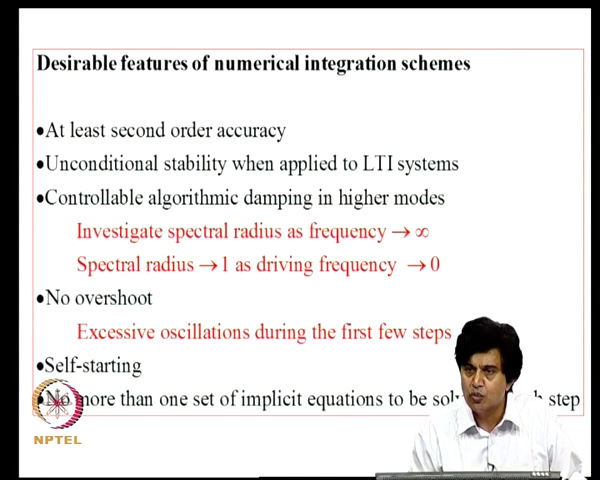 Desirable features of numerical integration schemes
•At least second order accuracy
•Unconditional stability when applied to LTI systems
•Controllable algorithmic damping in higher modes
Investigate spectral radius as frequency → ∞
Spectral radius → 1 as driving frequency → 0
•No overshoot
Excessive oscillations during the first few steps
•Self-starting
•No more than one set of implicit equations to be step
NPTEL